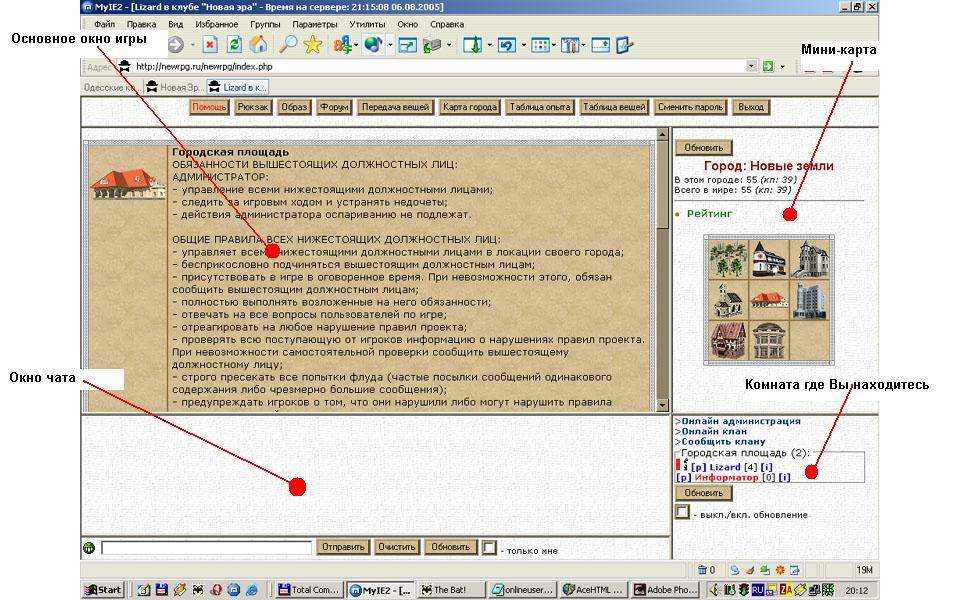 MyIE2 - [Lizard в клубе "Новая эра" - Время на сервере: 21:15:08 06.08.2005]
Файл Правка Вид Избранное Группы Параметры Утилиты Окно Справка
Основное окно игры
Мини-карта
Адрес http://newrpg.ru/newrpg/index.php
Одесские ко... Новая Эр... Lizard в к...
Помощь Рюкзак Образ Форум Передача вещей Карта города Таблица опыта Таблица вещей Сменить пароль Выход
Городская площадь
ОБЯЗАННОСТИ ВЫШЕСТОЯЩИХ ДОЛЖНОСТНЫХ ЛИЦ:
АДМИНИСТРАТОР:
- управление всеми нижестоящими должностными лицами;
- следить за игровым ходом и устранять недочеты;
- действия администратора оспариванию не подлежат.
ОБЩИЕ ПРАВИЛА ВСЕХ НИЖЕСТОЯЩИХ ДОЛЖНОСТНЫХ ЛИЦ:
- управляет всеми нижестоящими должностными лицами в локации своего города;
- бесприкословно подчиняться вышестоящим должностным лицам;
- присутствовать в игре в оговоренное время. При невозможности этого, обязан
сообщить вышестоящим должностным лицам;
- полностью выполнять возложенные на него обязанности;
- отвечать на все вопросы пользователей по игре;
- отреагировать на любое нарушение правил проекта;
- проверять всю поступающую от игроков информацию о нарушениях правил проекта.
При невозможности самостоятельной проверки сообщить вышестоящему
должностному лицу;
- строго пресекать все попытки флуда (частые посылки сообщений одинакового
содержания либо чрезмерно большие сообщения);
- предупреждать игроков о том, что они нарушили либо могут нарушить правила
Обновить
Город: Новые земли
В этом городе: 55 (кп: 39)
Всего в мире: 55 (кп: 39)
Рейтинг
Окно чата
Комната где Вы находитесь
>Онлайн администрация
>Онлайн клан
>Сообщить клану
Городская площадь (2):
[p] Lizard [4] [i]
[p] Информатор [0] [i]
Обновить
- выкл./вкл. обновление
Отправить Очистить Обновить - только мне
0 19M
Start Total Com... MyIE2 - [... The Bat! onlineuser... AceHTML ... Adobe Pho... RU 20:12